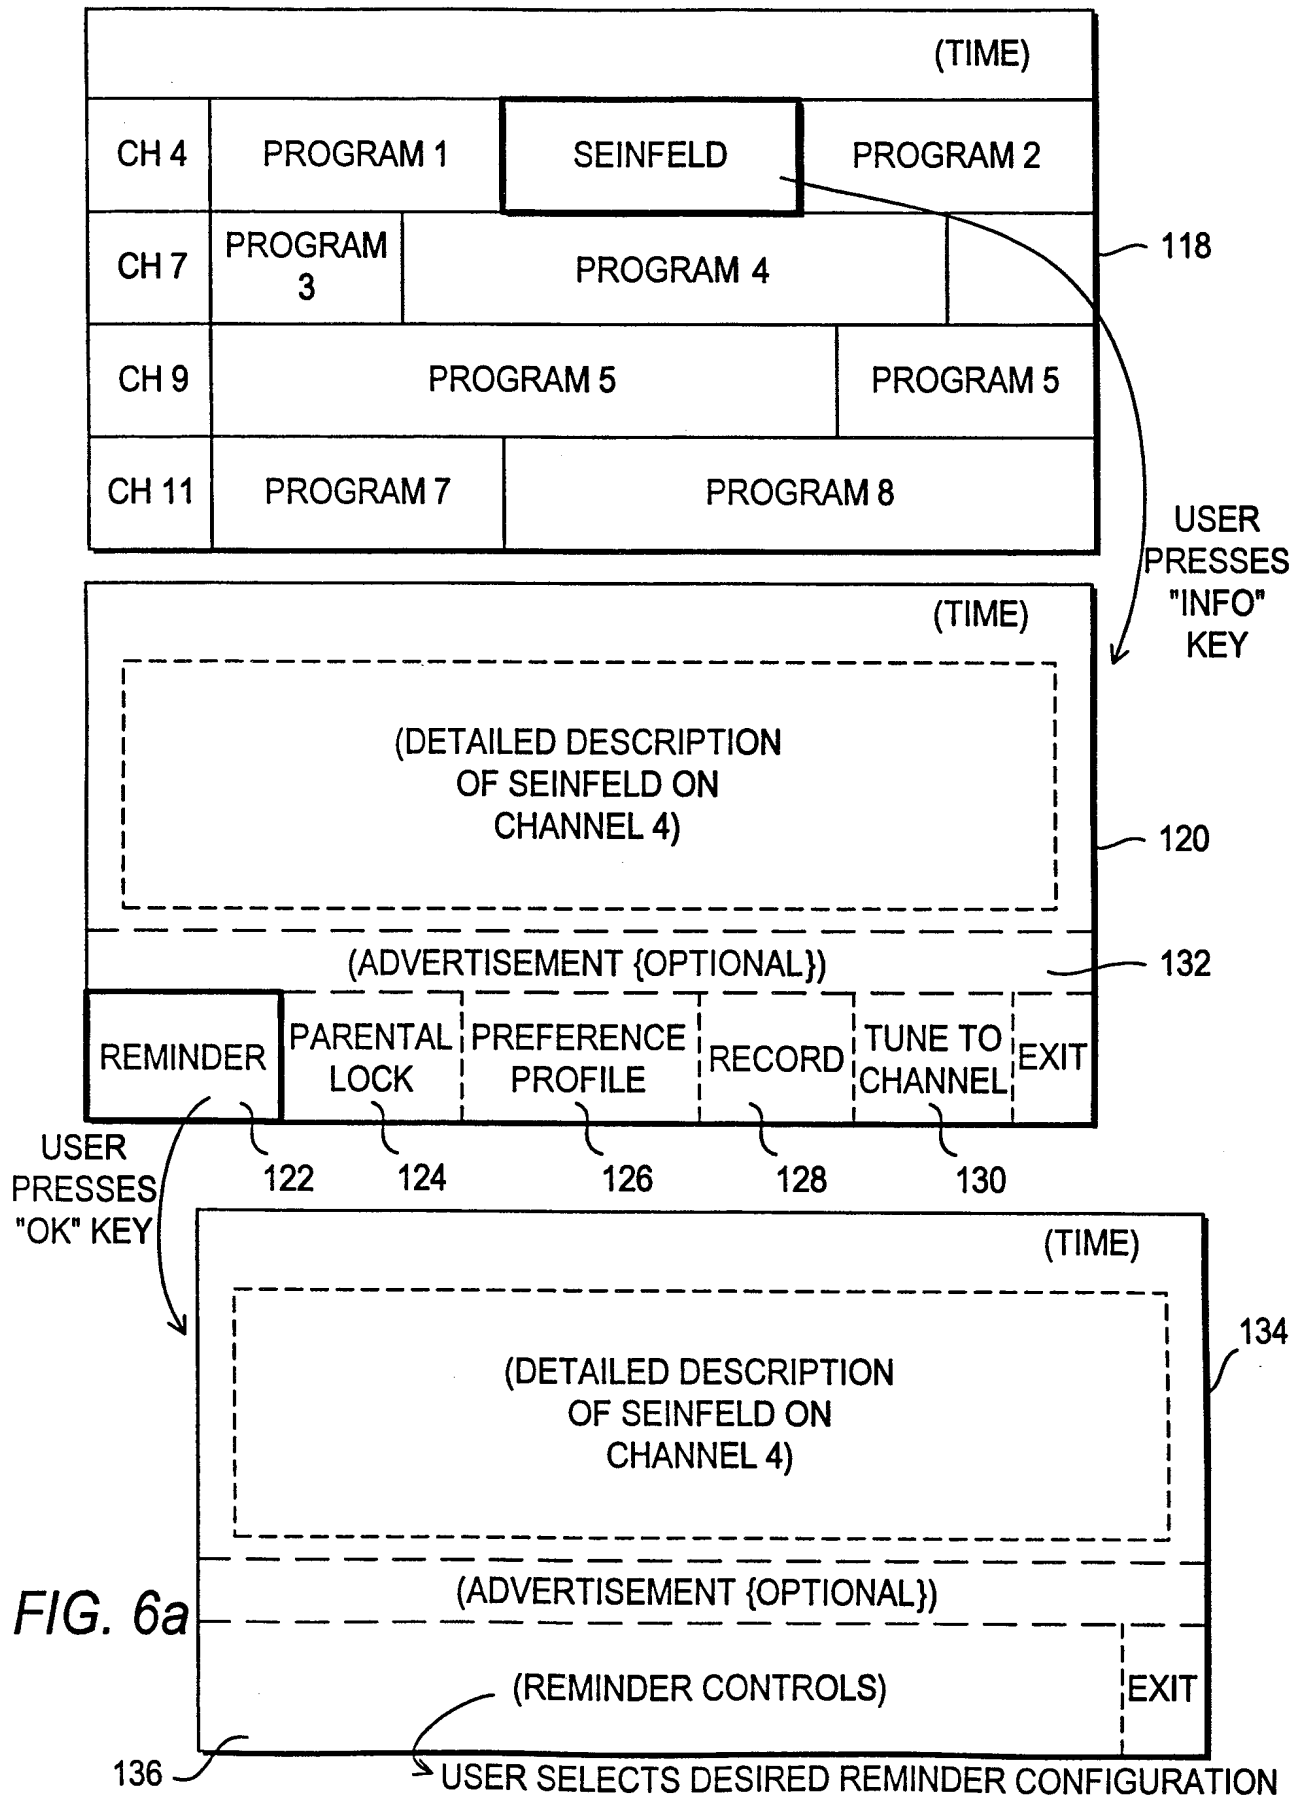 (TIME)
CH 4 PROGRAM 1 SEINFELD PROGRAM 2
CH 7 PROGRAM
3 PROGRAM 4
118
CH 9 PROGRAM 5 PROGRAM 5
CH 11 PROGRAM 7 PROGRAM 8
USER
PRESSES
"INFO"
KEY
(TIME)
(DETAILED DESCRIPTION
OF SEINFELD ON
CHANNEL 4)
120
(ADVERTISEMENT {OPTIONAL})
132
REMINDER
PARENTAL
LOCK
PREFERENCE
PROFILE
RECORD
TUNE TO
CHANNEL
EXIT
USER
PRESSES
"OK" KEY
122
124
126
128
130
(TIME)
134
(DETAILED DESCRIPTION
OF SEINFELD ON
CHANNEL 4)
(ADVERTISEMENT {OPTIONAL})
FIG. 6a
(REMINDER CONTROLS)
EXIT
136
USER SELECTS DESIRED REMINDER CONFIGURATION